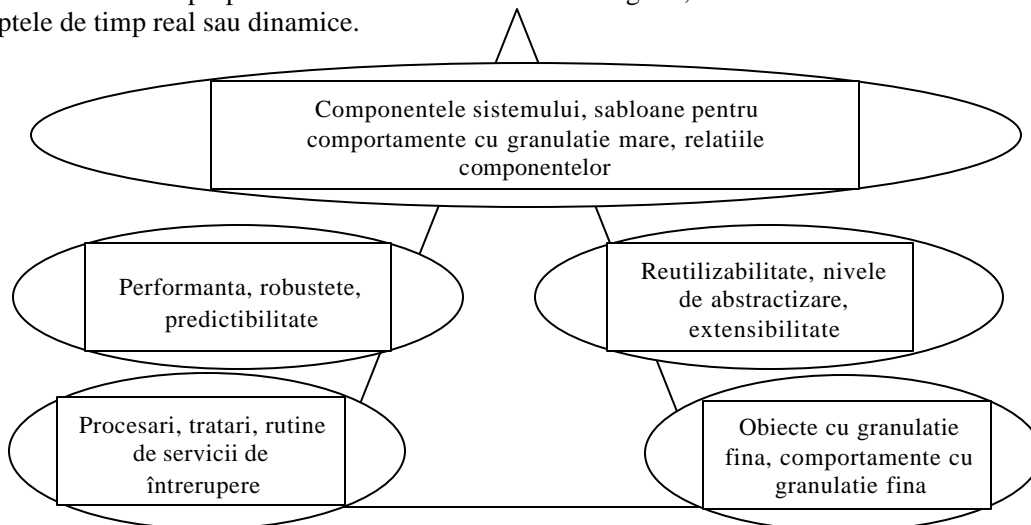 ptele de timp real sau dinamice.
Componentele sistemului, sabloane pentru
comportamente cu granulatie mare, relatiile
componentelor
Performanta, robustete,
predictibilitate
Reutilizabilitate, nivele
de abstractizare,
extensibilitate
Procesari, tratari, rutine
de servicii de
întrerupere
Obiecte cu granulatie
fina, comportamente cu
granulatie fina